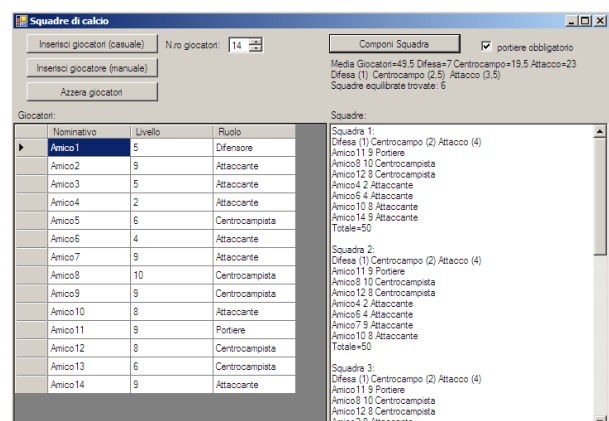 Squadre di calcio
Inserisci giocatori (casuale) N.ro giocatori: 14
Inserisci giocatore (manuale)
Azzera giocatori
Componi Squadra portiere obbligatorio
Media Giocatori=49,5 Difesa=7 Centrocampo=19,5 Attacco=23
Difesa (1) Centrocampo (2,5) Attacco (3,5)
Squadre equilibrate trovate: 6
Giocatori:
Nominativo Livello Ruolo
Amico1 5 Difensore
Amico2 9 Attaccante
Amico3 5 Attaccante
Amico4 2 Attaccante
Amico5 6 Centrocampista
Amico6 4 Attaccante
Amico7 9 Attaccante
Amico8 10 Centrocampista
Amico9 9 Centrocampista
Amico10 8 Attaccante
Amico11 9 Portiere
Amico12 8 Centrocampista
Amico13 6 Centrocampista
Amico14 9 Attaccante
Squadre:
Squadra 1:
Difesa (1) Centrocampo (2) Attacco (4)
Amico11 9 Portiere
Amico8 10 Centrocampista
Amico12 8 Centrocampista
Amico4 2 Attaccante
Amico6 4 Attaccante
Amico10 8 Attaccante
Amico14 9 Attaccante
Totale=50
Squadra 2:
Difesa (1) Centrocampo (2) Attacco (4)
Amico11 9 Portiere
Amico8 10 Centrocampista
Amico12 8 Centrocampista
Amico4 2 Attaccante
Amico6 4 Attaccante
Amico7 9 Attaccante
Amico10 8 Attaccante
Totale=50
Squadra 3:
Difesa (1) Centrocampo (2) Attacco (4)
Amico11 9 Portiere
Amico8 10 Centrocampista
Amico12 8 Centrocampista